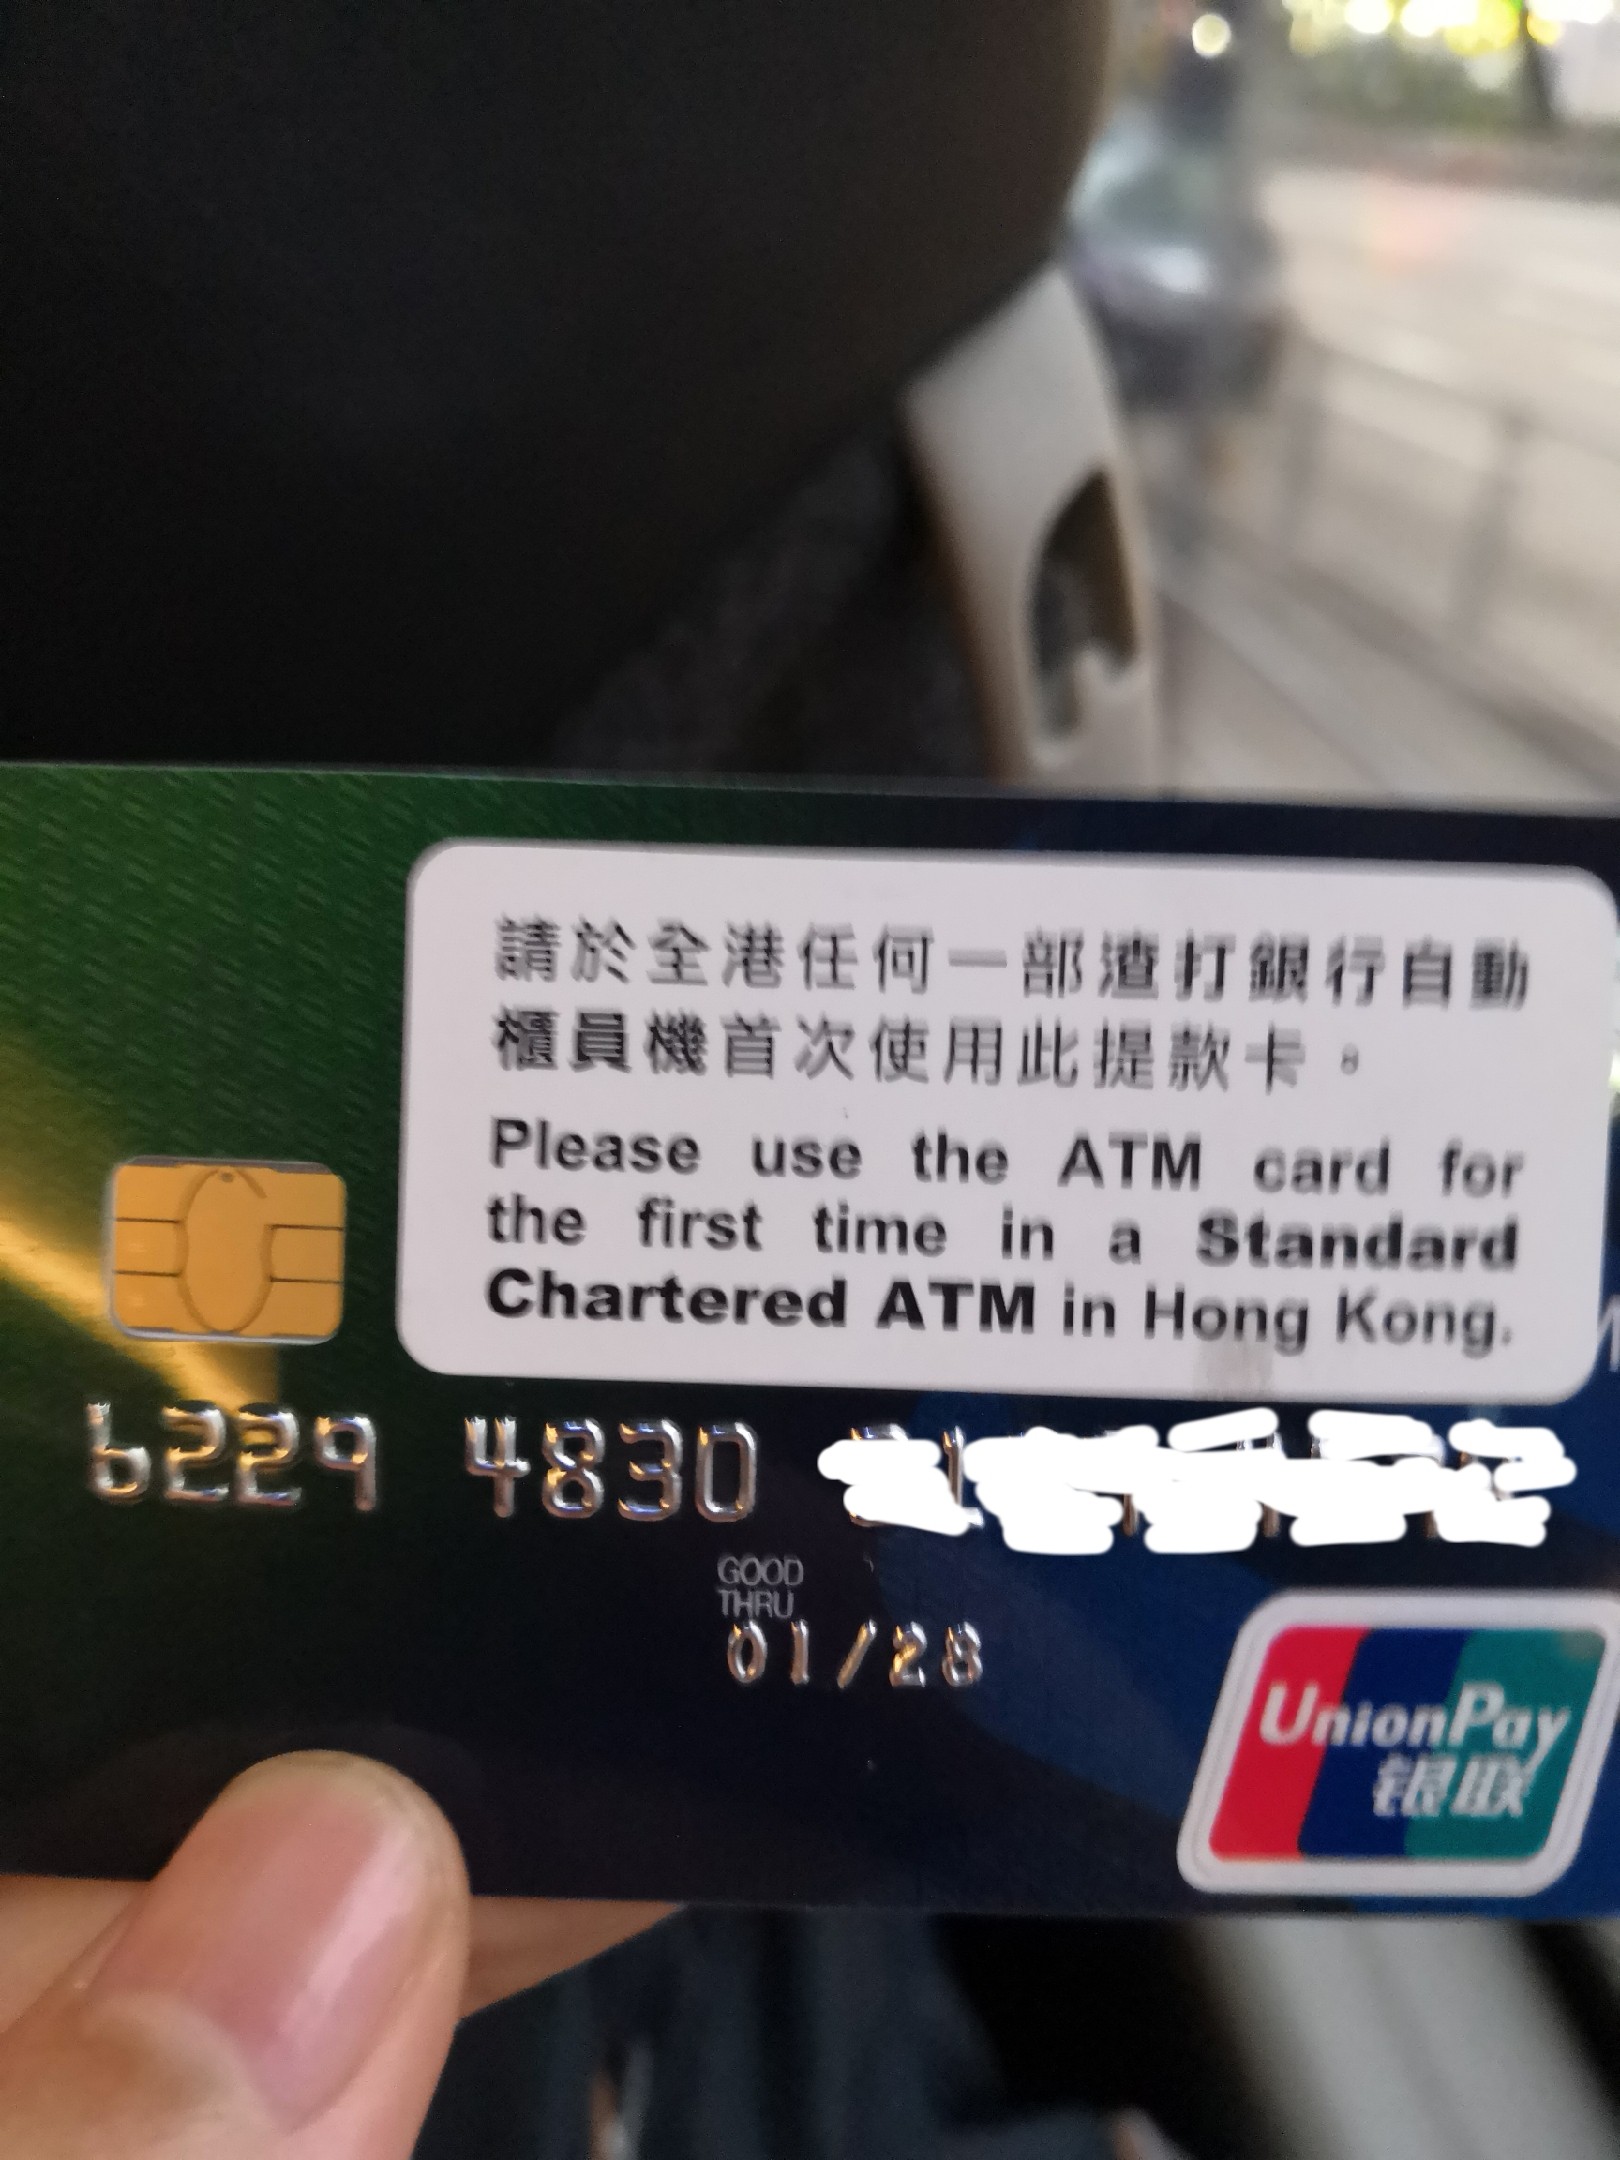 請於全港任何一部渣打銀行自動
櫃員機首次使用此提款卡。
Please use the ATM card for
the first time in a Standard
Chartered ATM in Hong Kong.
6229 4830
GOOD
THRU
01/28
UnionPay
银联